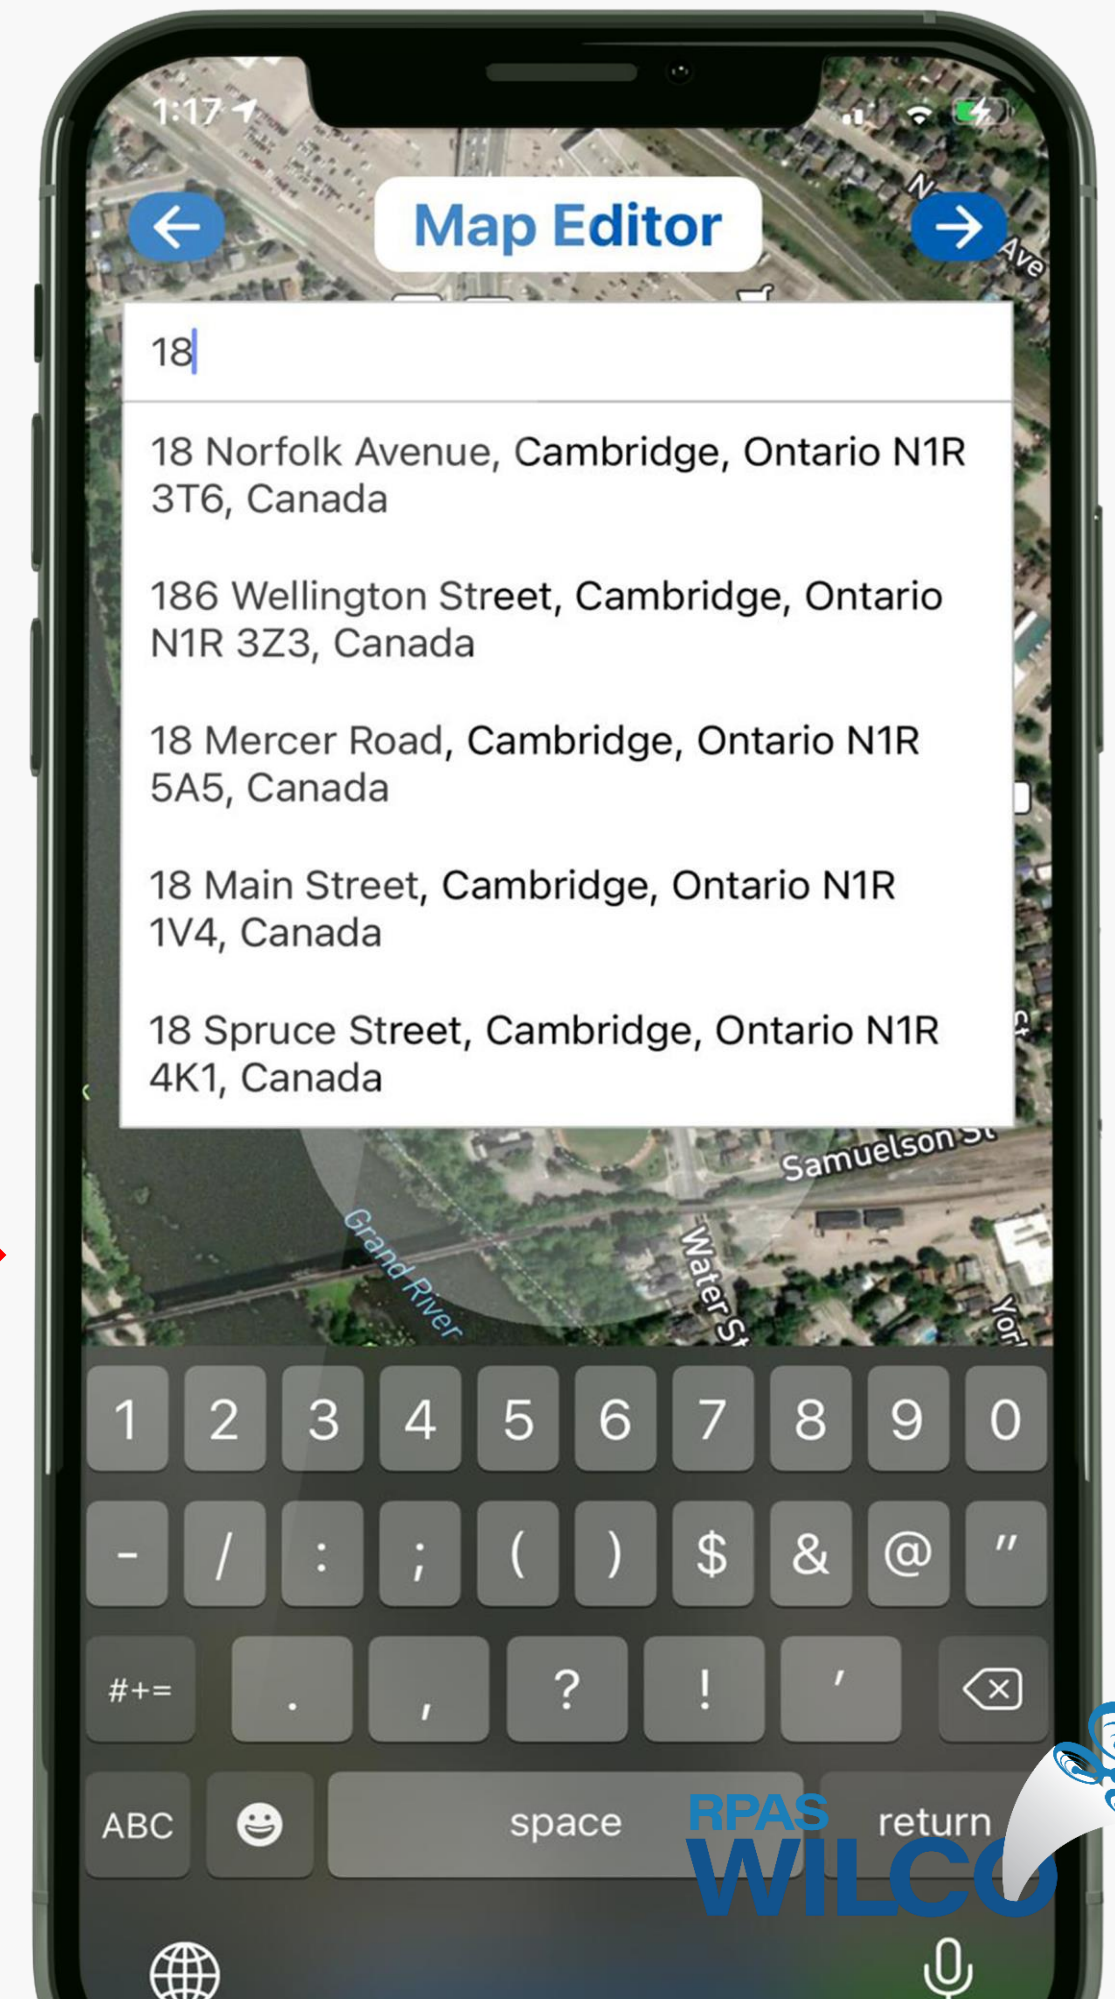 1:17
N
Map Editor
Ave
18
18 Norfolk Avenue, Cambridge, Ontario N1R
3T6, Canada
186 Wellington Street, Cambridge, Ontario
N1R 3Z3, Canada
18 Mercer Road, Cambridge, Ontario N1R
5A5, Canada
18 Main Street, Cambridge, Ontario N1R
1V4, Canada
18 Spruce Street, Cambridge, Ontario N1R
4K1, Canada
St
Samuelson St
Grand River
Water St
York
1 2 3 4 5 6 7 8 9 0
- / : ; ( ) $ & @ "
#+= . , ? ! '
ABC space return
RPAS
WILCO